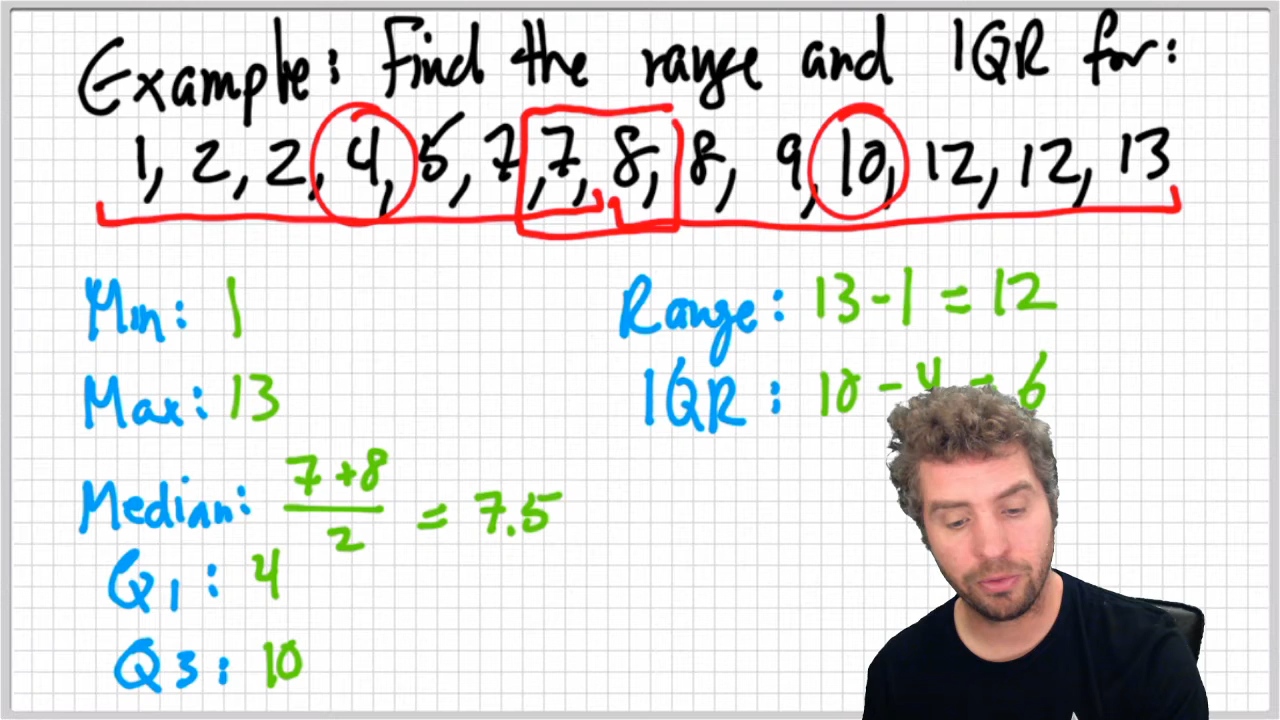 Example: Find the range and IQR for:
1, 2, 2, 4, 5, 7, 7, 8, 8, 9, 10, 12, 12, 13
Min: 1
Max: 13
Median: 7+8
2
= 7.5
Q1: 4
Q3: 10
Range: 13-1 = 12
IQR: 10-4 = 6